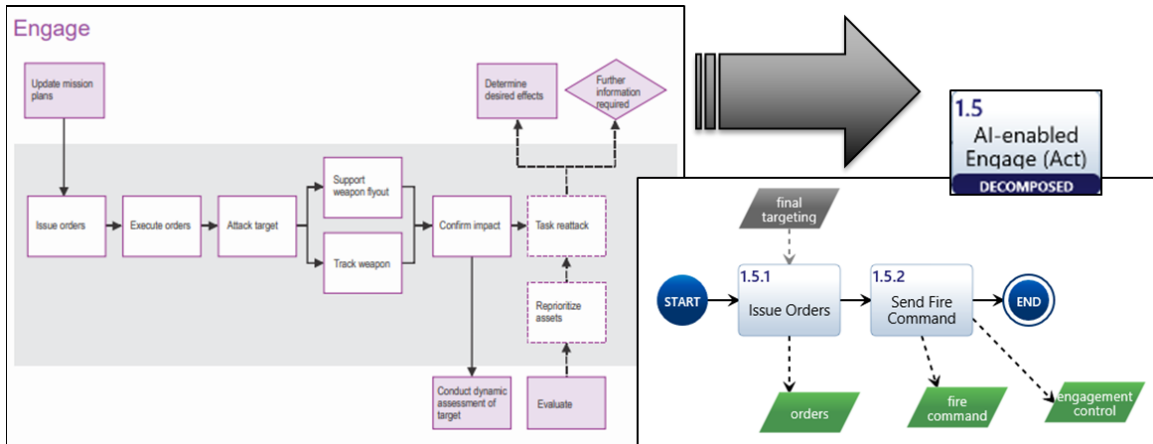 Engage
Update mission
plans
Determine
desired effects
Further
information
required
Support
weapon flyout
Issue orders
Execute orders
Attack target
Confirm impact
Task reattack
Track weapon
Reprioritize
assets
Conduct dynamic
assessment of
target
Evaluate
1.5
AI-enabled
Engage (Act)
DECOMPOSED
final
targeting
START
1.5.1
Issue Orders
1.5.2
Send Fire
Command
END
orders
fire
command
engagement
control